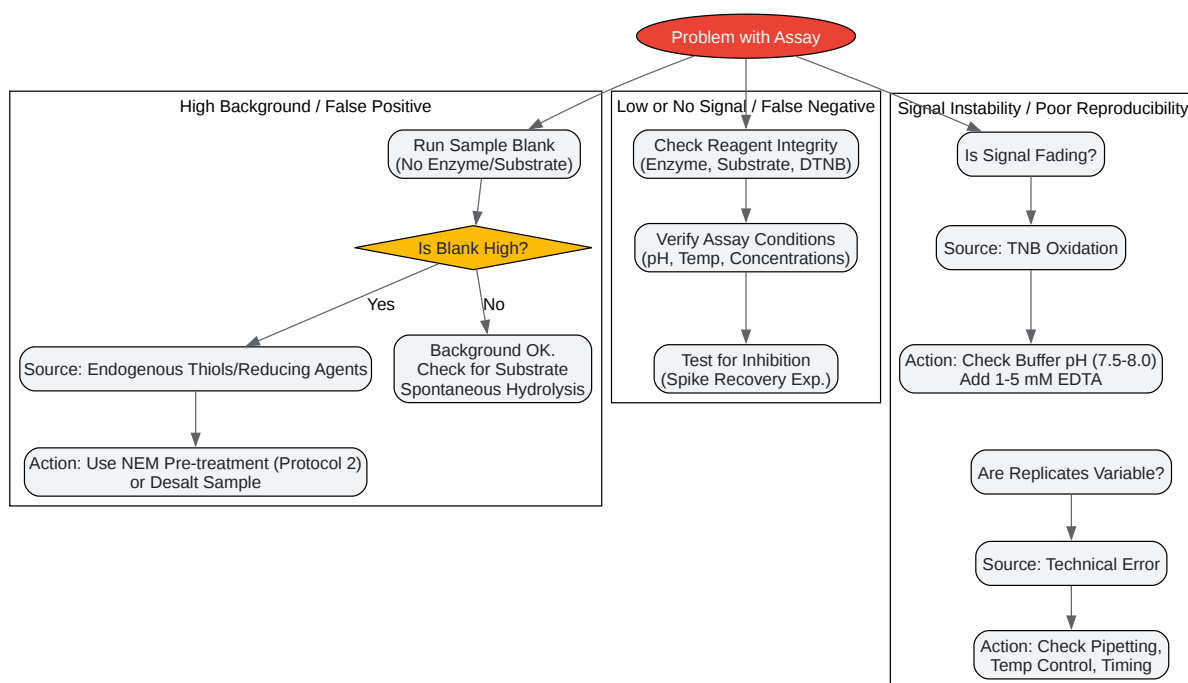 Problem with Assay
High Background / False Positive
Run Sample Blank
(No Enzyme/Substrate)
Is Blank High?
Yes
No
Source: Endogenous Thiols/Reducing Agents
Background OK.
Check for Substrate
Spontaneous Hydrolysis
Action: Use NEM Pre-treatment (Protocol 2)
or Desalt Sample
Low or No Signal / False Negative
Check Reagent Integrity
(Enzyme, Substrate, DTNB)
Verify Assay Conditions
(pH, Temp, Concentrations)
Test for Inhibition
(Spike Recovery Exp.)
Signal Instability / Poor Reproducibility
Is Signal Fading?
Source: TNB Oxidation
Action: Check Buffer pH (7.5-8.0)
Add 1-5 mM EDTA
Are Replicates Variable?
Source: Technical Error
Action: Check Pipetting,
Temp Control, Timing